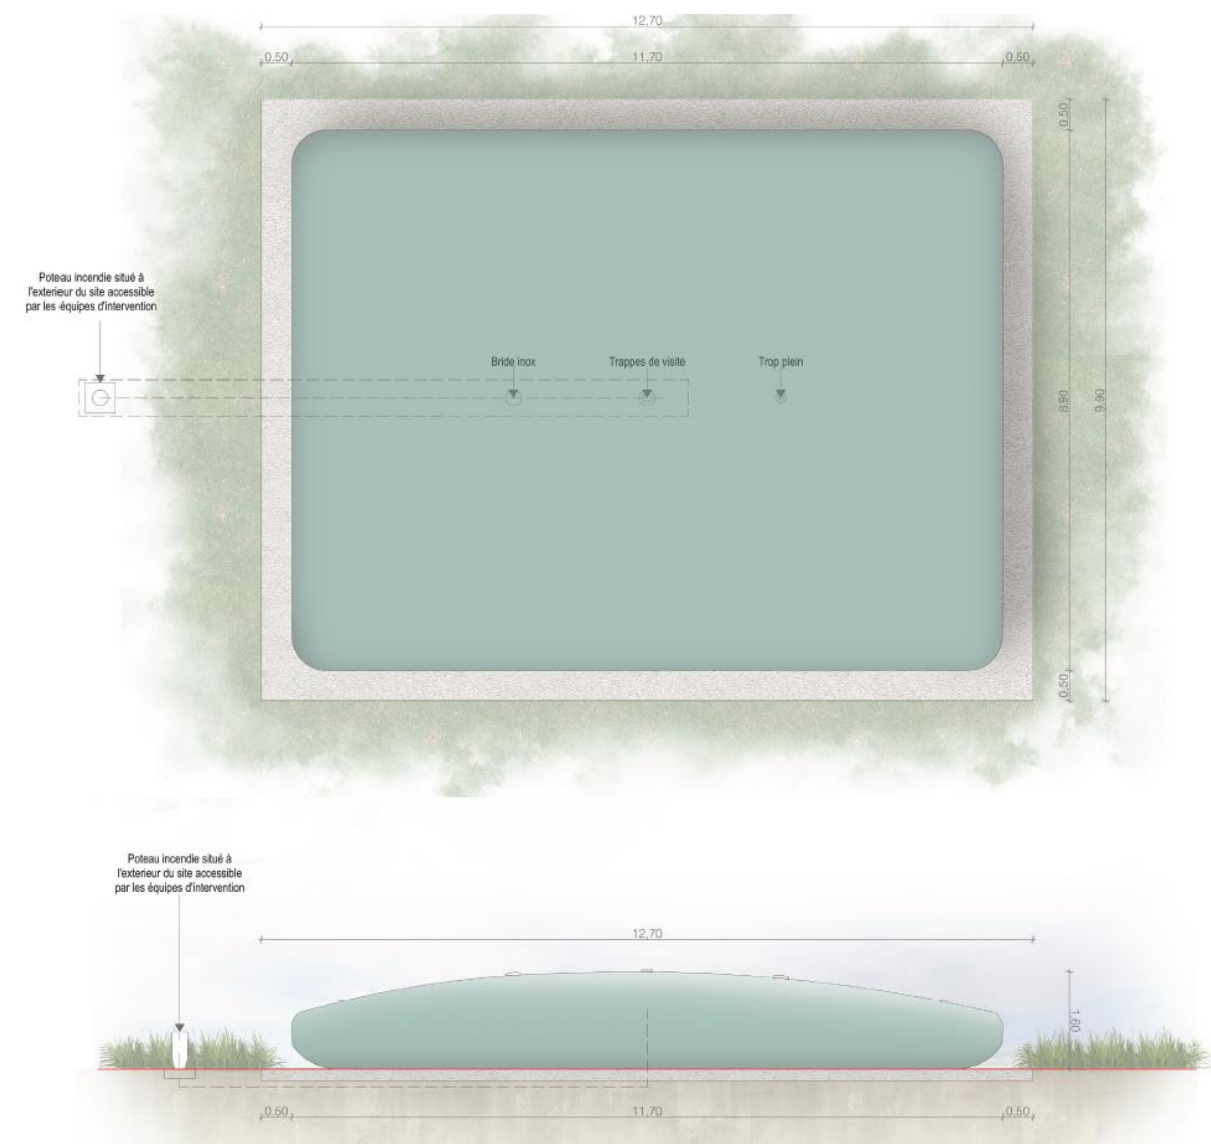 12,70
0,50
11,70
0,50
0,50
Poteau incendie situé à
l'exterieur du site accessible
par les équipes d'intervention
Bride inox
Trappes de visite
Trop plein
8,90
9,90
0,50
Poteau incendie situé à
l'exterieur du site accessible
par les équipes d'intervention
12,70
1,60
0,50
11,70
0,50